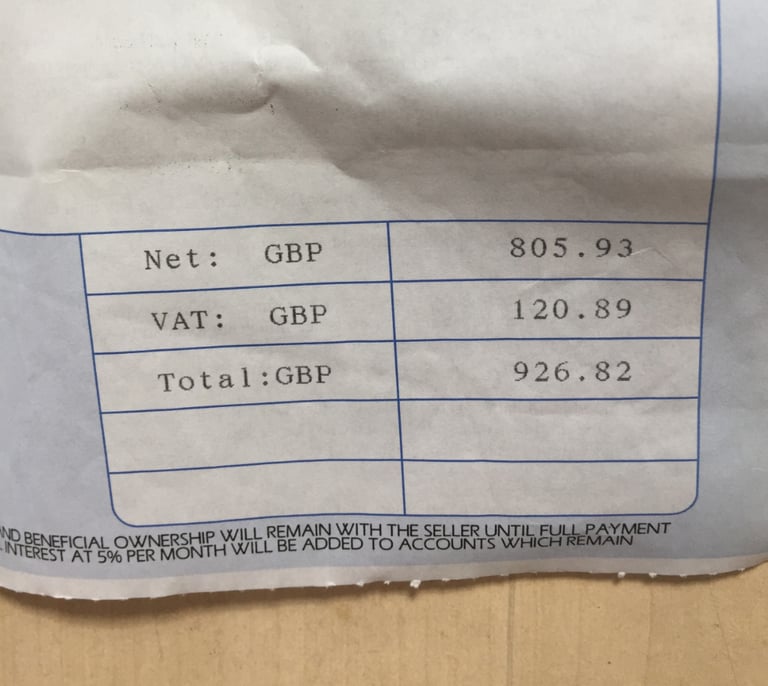 Net: GBP 805.93
VAT: GBP 120.89
Total:GBP 926.82
BENEFICIAL OWNERSHIP WILL REMAIN WITH THE SELLER UNTIL FULL PAYMENT
INTEREST AT 5% PER MONTH WILL BE ADDED TO ACCOUNTS WHICH REMAIN